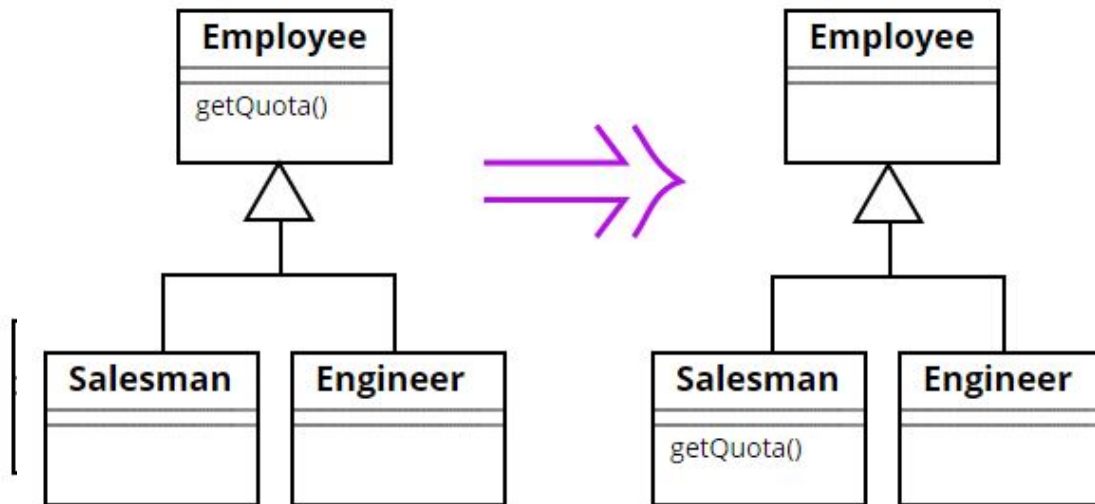 Employee
getQuota()
Salesman
Engineer
Employee
Salesman
getQuota()
Engineer